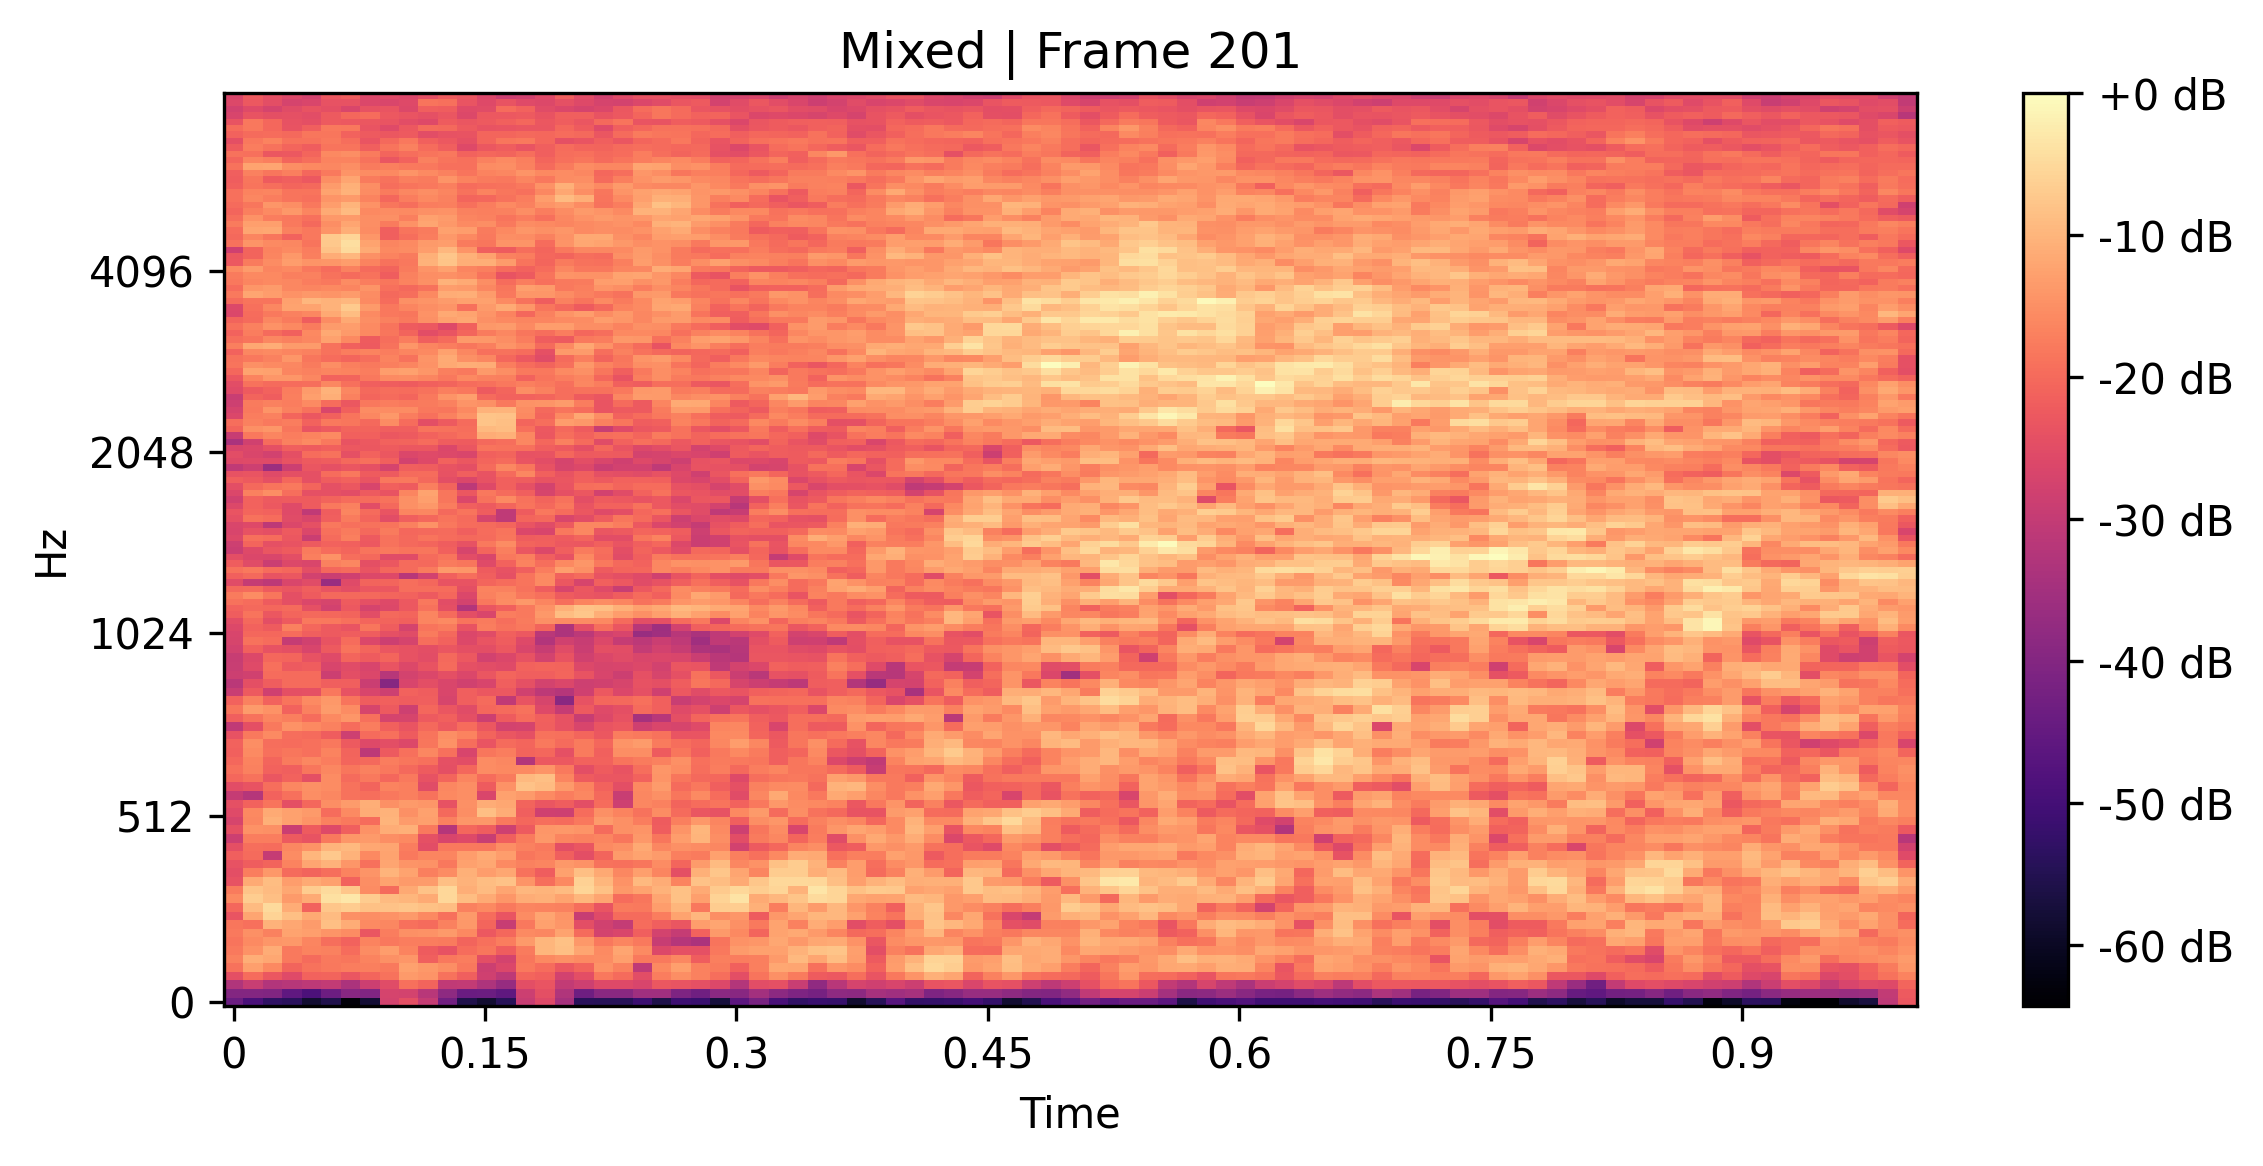 Mixed | Frame 201
+0 dB
-10 dB
-20 dB
-30 dB
-40 dB
-50 dB
-60 dB
Hz
4096
2048
1024
512
0
0 0.15 0.3 0.45 0.6 0.75 0.9
Time